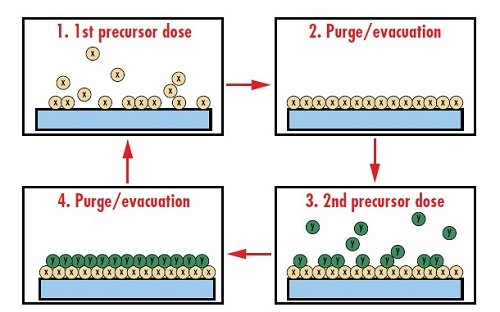 1. 1st precursor dose
x
x
x
x
x
x
x x x x x x x x
2. Purge/evacuation
x x x x x x x x x x x x x x
4. Purge/evacuation
y y y y y y y y y y y y y
x x x x x x x x x x x x x x
3. 2nd precursor dose
y
y
y
y
y
y
y y y y y y
x x x x x x x x x x x x x x